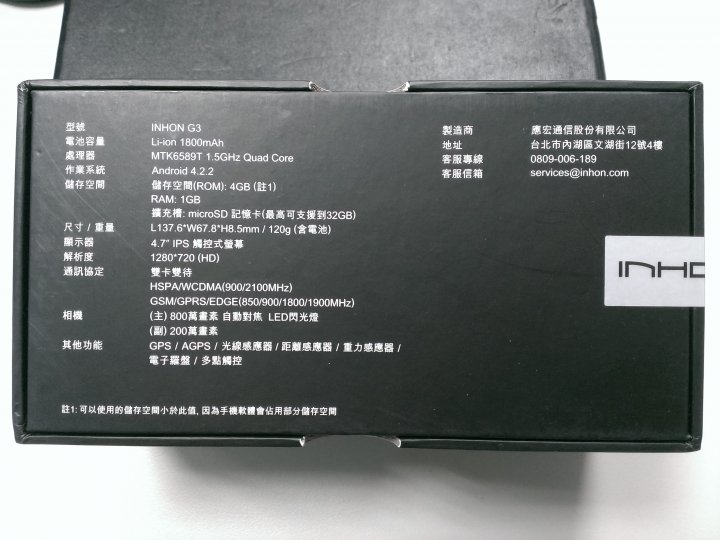 型號 INHON G3
電池容量 Li-ion 1800mAh
處理器 MTK6589T 1.5GHz Quad Core
作業系統 Android 4.2.2
儲存空間 儲存空間(ROM): 4GB (註1)
RAM: 1GB
擴充槽: microSD 記憶卡(最高可支援到32GB)
尺寸 / 重量 L137.6*W67.8*H8.5mm / 120g (含電池)
顯示器 4.7" IPS 觸控式螢幕
解析度 1280*720 (HD)
通訊協定 雙卡雙待
HSPA/WCDMA(900/2100MHz)
GSM/GPRS/EDGE(850/900/1800/1900MHz)
相機 (主) 800萬畫素 自動對焦 LED閃光燈
(副) 200萬畫素
其他功能 GPS / AGPS / 光線感應器 / 距離感應器 / 重力感應器 /
電子羅盤 / 多點觸控
註1: 可以使用的儲存空間小於此值, 因為手機軟體會佔用部分儲存空間
製造商 應宏通信股份有限公司
地址 台北市內湖區文湖街12號4樓
客服專線 0809-006-189
客服信箱 services@inhon.com
INHO